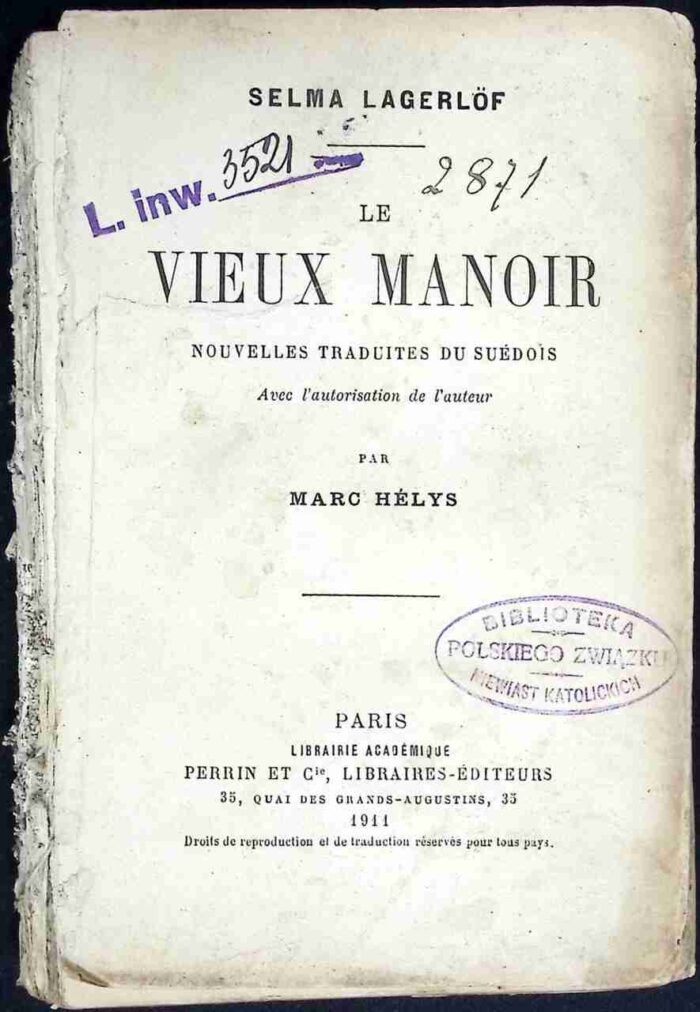 SELMA LAGERLÖF
L. inw. 3521
2871
LE
VIEUX MANOIR
NOUVELLES TRADUITES DU SUÉDOIS
Avec l'autorisation de l'auteur
PAR
MARC HÉLYS
BIBLIOTEKA
POLSKIEGO ZWIĄZKU
NIEWIAST KATOLICKICH
PARIS
LIBRAIRIE ACADÉMIQUE
PERRIN ET Cie, LIBRAIRES-ÉDITEURS
35, QUAI DES GRANDS-AUGUSTINS, 35
1911
Droits de reproduction et de traduction réservés pour tous pays.